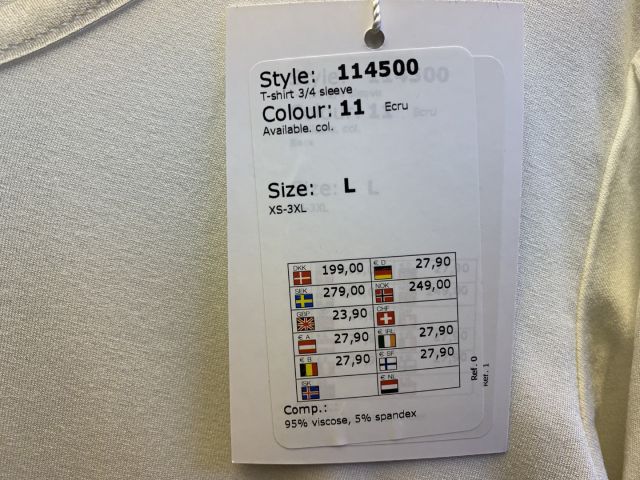 Style: 114500
T-shirt 3/4 sleeve
Colour: 11 Ecru
Available. col.
Size: L
XS-3XL
DKK 199,00 € D 27,90
SEK 279,00 NOK 249,00
GBP 23,90 CHF
€ A 27,90 € IRL 27,90
€ B 27,90 € SF 27,90
ISK € NL
Comp.:
95% viscose, 5% spandex
Ref. 0
Ref. 1